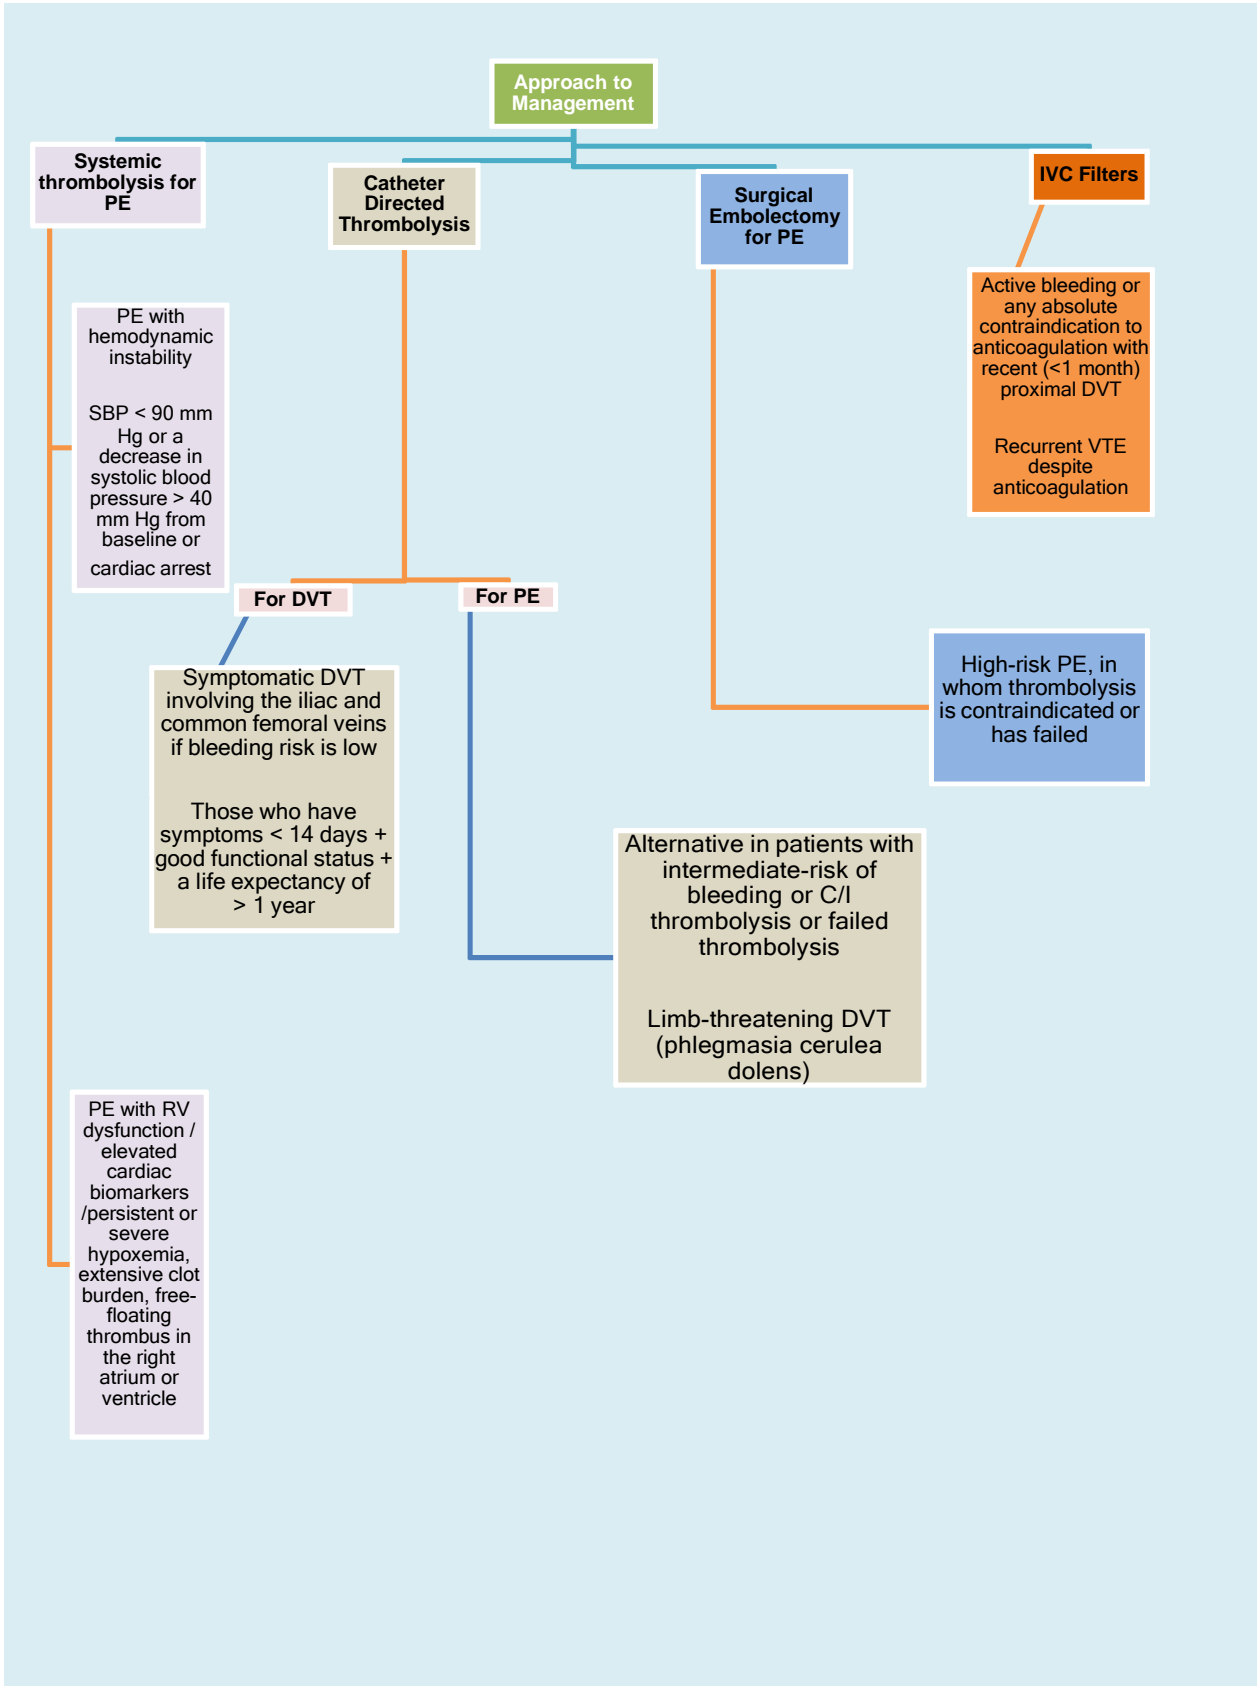 Approach to
Management
Systemic
thrombolysis for
PE
Catheter
Directed
Thrombolysis
Surgical
Embolectomy
for PE
IVC Filters
PE with
hemodynamic
instability
SBP < 90 mm
Hg or a
decrease in
systolic blood
pressure > 40
mm Hg from
baseline or
cardiac arrest
Active bleeding or
any absolute
contraindication to
anticoagulation with
recent (<1 month)
proximal DVT
Recurrent VTE
despite
anticoagulation
For DVT
For PE
Symptomatic DVT
involving the iliac and
common femoral veins
if bleeding risk is low
Those who have
symptoms < 14 days +
good functional status +
a life expectancy of
> 1 year
High-risk PE, in
whom thrombolysis
is contraindicated or
has failed
Alternative in patients with
intermediate-risk of
bleeding or C/I
thrombolysis or failed
thrombolysis
Limb-threatening DVT
(phlegmasia cerulea
dolens)
PE with RV
dysfunction /
elevated
cardiac
biomarkers
/persistent or
severe
hypoxemia,
extensive clot
burden, free-
floating
thrombus in
the right
atrium or
ventricle